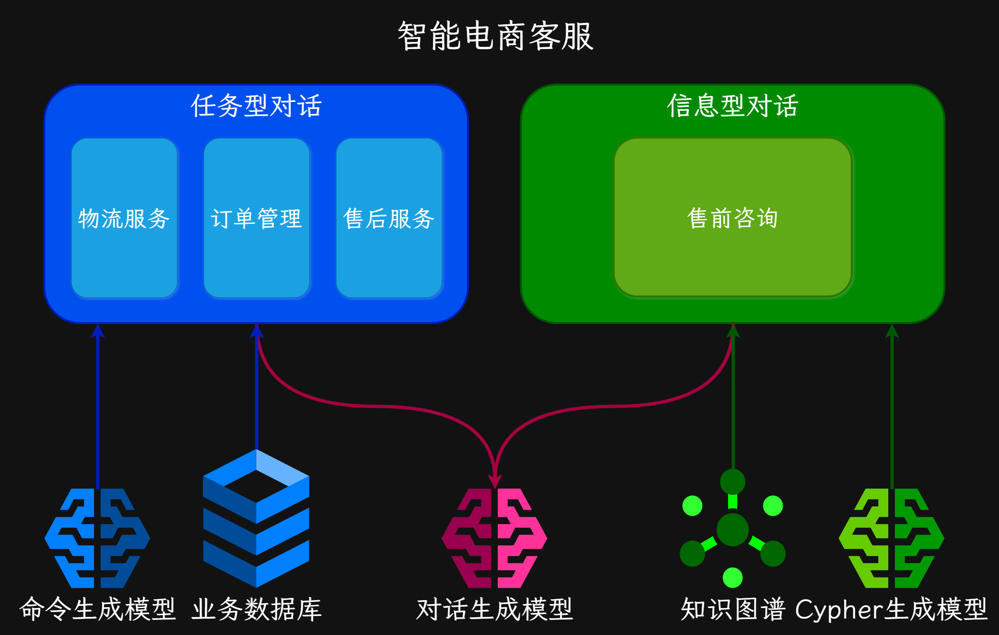 智能电商客服
任务型对话
信息型对话
物流服务
订单管理
售后服务
售前咨询
命令生成模型
业务数据库
对话生成模型
知识图谱
Cypher生成模型